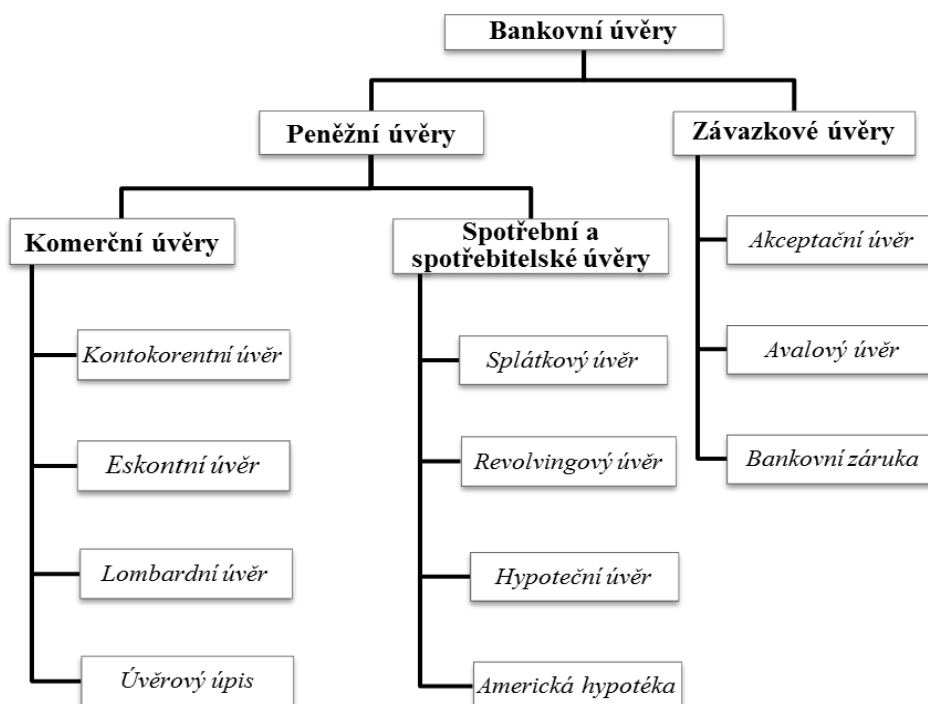 Bankovní úvěry
Peněžní úvěry
Závazkové úvěry
Komerční úvěry
Spotřební a
spotřebitelské úvěry
Akceptační úvěr
Kontokorentní úvěr
Splátkový úvěr
Avalový úvěr
Eskontní úvěr
Revolvingový úvěr
Bankovní záruka
Lombardní úvěr
Hypoteční úvěr
Úvěrový úpis
Americká hypotéka